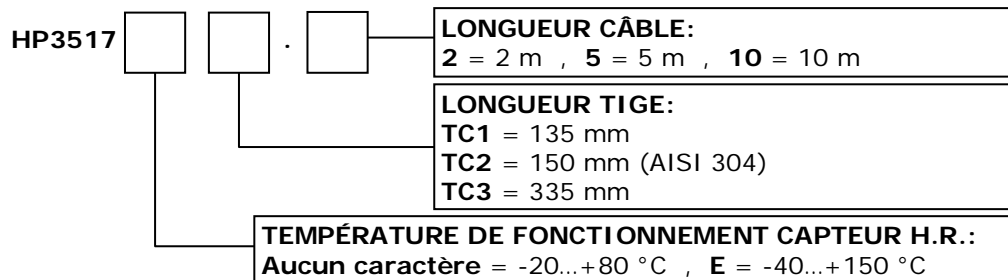 HP3517 .
LONGUEUR CÂBLE:
2 = 2 m , 5 = 5 m , 10 = 10 m
LONGUEUR TIGE:
TC1 = 135 mm
TC2 = 150 mm (AISI 304)
TC3 = 335 mm
TEMPÉRATURE DE FONCTIONNEMENT CAPTEUR H.R.:
Aucun caractère = -20...+80 °C , E = -40...+150 °C